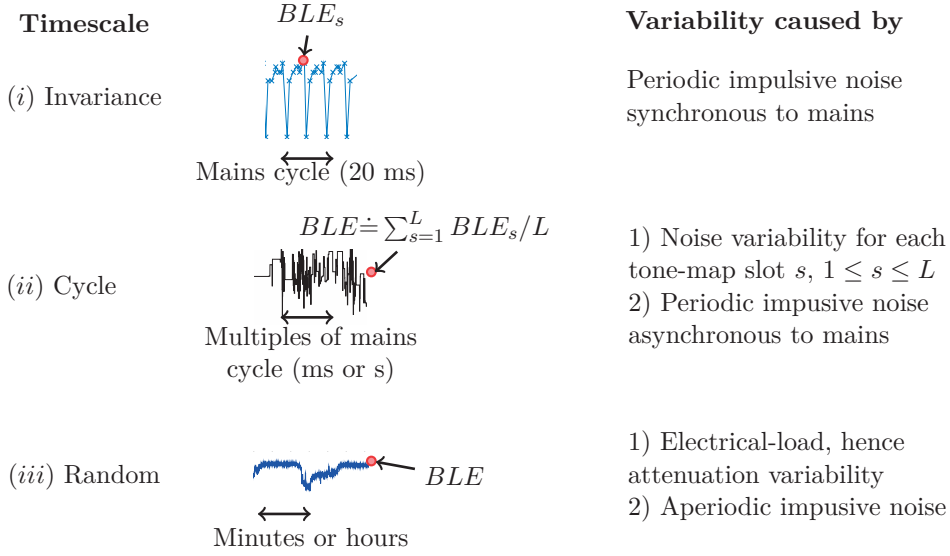 Timescale
Variability caused by
BLE_s
(i) Invariance
Periodic impulsive noise
synchronous to mains
Mains cycle (20 ms)
BLE ≐ ∑_{s=1}^{L} BLE_s/L
(ii) Cycle
1) Noise variability for each
tone-map slot s, 1 ≤ s ≤ L
2) Periodic impusive noise
asynchronous to mains
Multiples of mains
cycle (ms or s)
(iii) Random
BLE
1) Electrical-load, hence
attenuation variability
2) Aperiodic impusive noise
Minutes or hours